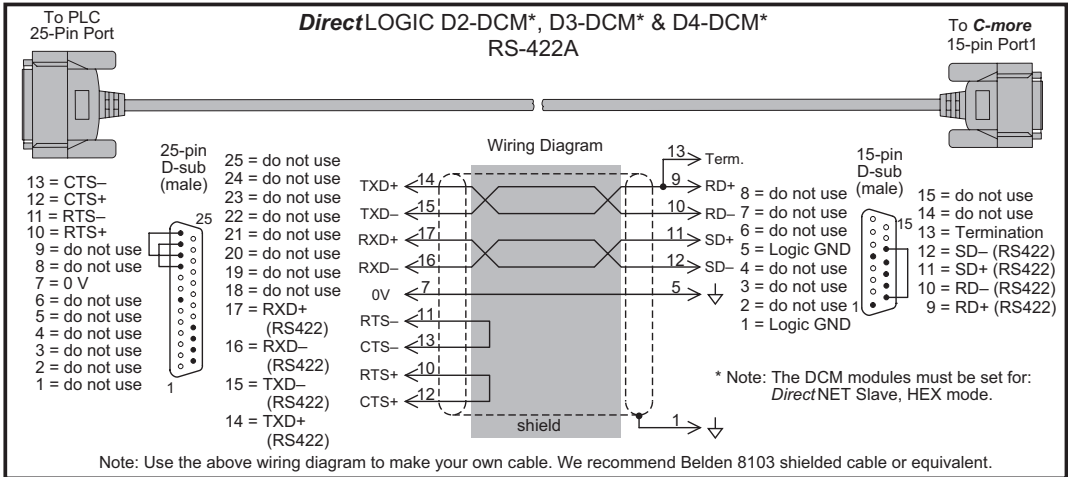 To PLC
25-Pin Port
DirectLOGIC D2-DCM*, D3-DCM* & D4-DCM*
RS-422A
To C-more
15-pin Port1
25-pin
D-sub
(male)
13 = CTS–
12 = CTS+
11 = RTS–
10 = RTS+
9 = do not use
8 = do not use
7 = 0 V
6 = do not use
5 = do not use
4 = do not use
3 = do not use
2 = do not use
1 = do not use
25
1
25 = do not use
24 = do not use
23 = do not use
22 = do not use
21 = do not use
20 = do not use
19 = do not use
18 = do not use
17 = RXD+
(RS422)
16 = RXD–
(RS422)
15 = TXD–
(RS422)
14 = TXD+
(RS422)
Wiring Diagram
13 Term.
TXD+ 14 9 RD+
TXD– 15 10 RD–
RXD+ 17 11 SD+
RXD– 16 12 SD–
0V 7 5
RTS– 11
CTS– 13
RTS+ 10
CTS+ 12
shield
1
15-pin
D-sub
(male)
8 = do not use
7 = do not use
6 = do not use
5 = Logic GND
4 = do not use
3 = do not use
2 = do not use
1 = Logic GND
15
1
15 = do not use
14 = do not use
13 = Termination
12 = SD– (RS422)
11 = SD+ (RS422)
10 = RD– (RS422)
9 = RD+ (RS422)
* Note: The DCM modules must be set for:
DirectNET Slave, HEX mode.
Note: Use the above wiring diagram to make your own cable. We recommend Belden 8103 shielded cable or equivalent.